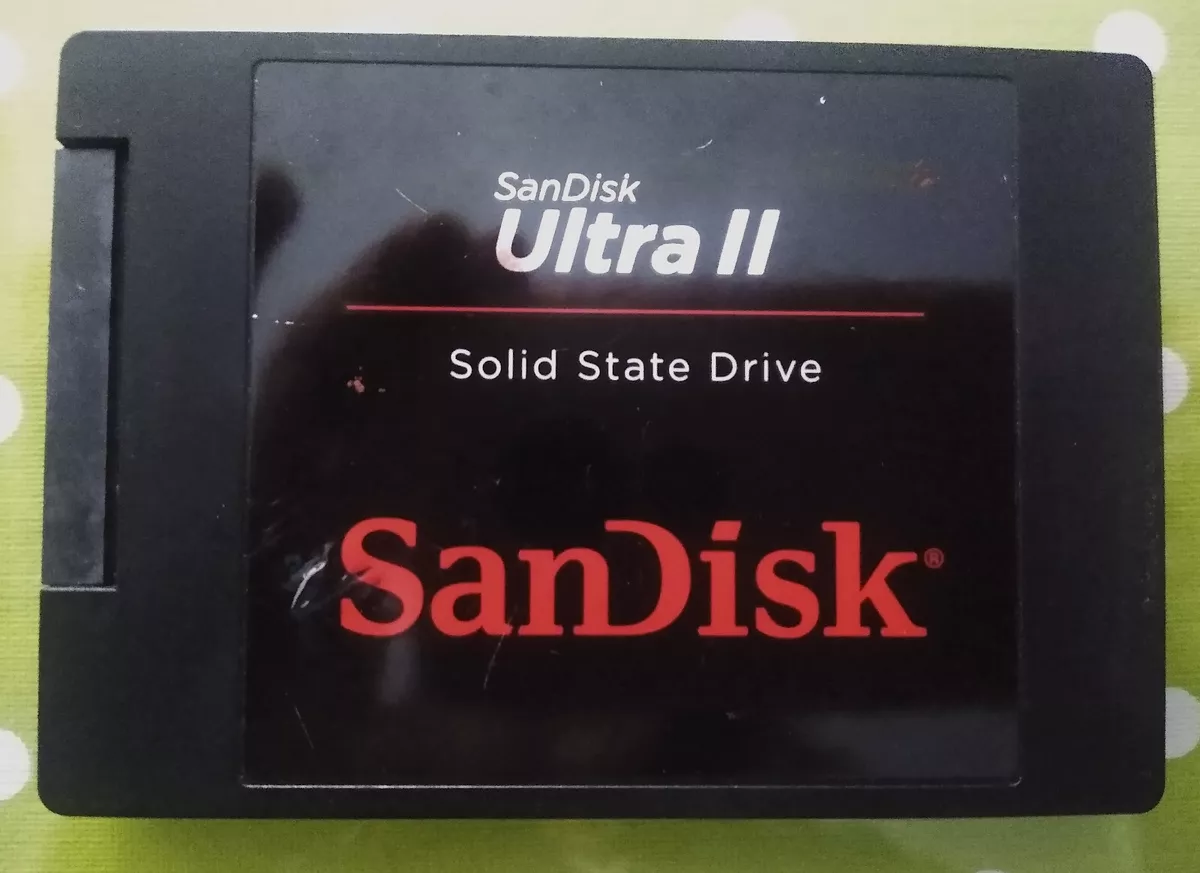 SanDisk
Ultra II
Solid State Drive
SanDisk®